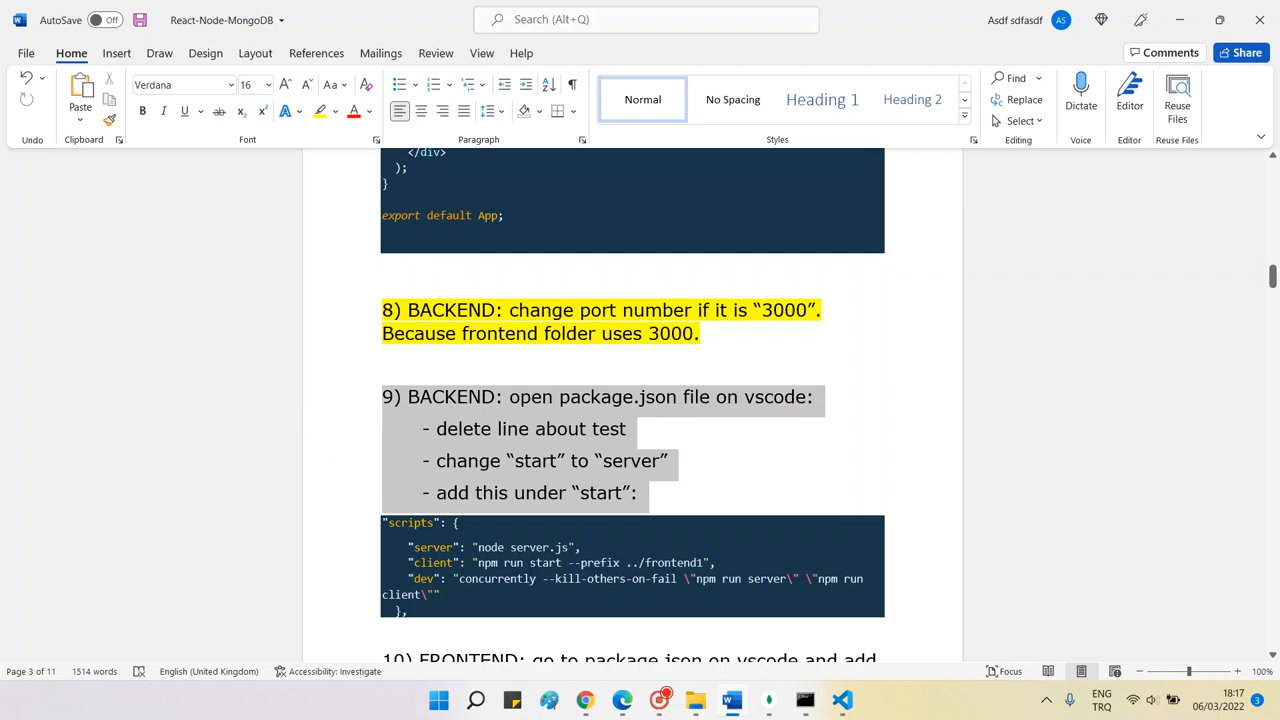 AutoSave Off React-Node-MongoDB Search (Alt+Q) Asdf sdfasdf AS
File Home Insert Draw Design Layout References Mailings Review View Help Comments Share
Paste Verdana 16 Aa Normal No Spacing Heading 1 Heading 2 Find Replace Select Dictate Editor Reuse Files
Undo Clipboard Font Paragraph Styles Editing Voice Editor Reuse Files
</div>
);
}
export default App;
8) BACKEND: change port number if it is “3000”.
Because frontend folder uses 3000.
9) BACKEND: open package.json file on vscode:
- delete line about test
- change “start” to “server”
- add this under “start”:
"scripts": {
"server": "node server.js",
"client": "npm run start --prefix ../frontend1",
"dev": "concurrently --kill-others-on-fail \"npm run server\" \"npm run
client\""
},
10) FRONTEND: go to package.json on vscode and add
Page 3 of 11 1514 words English (United Kingdom) Accessibility: Investigate Focus 100%
ENG
TRQ
18:17
06/03/2022
3